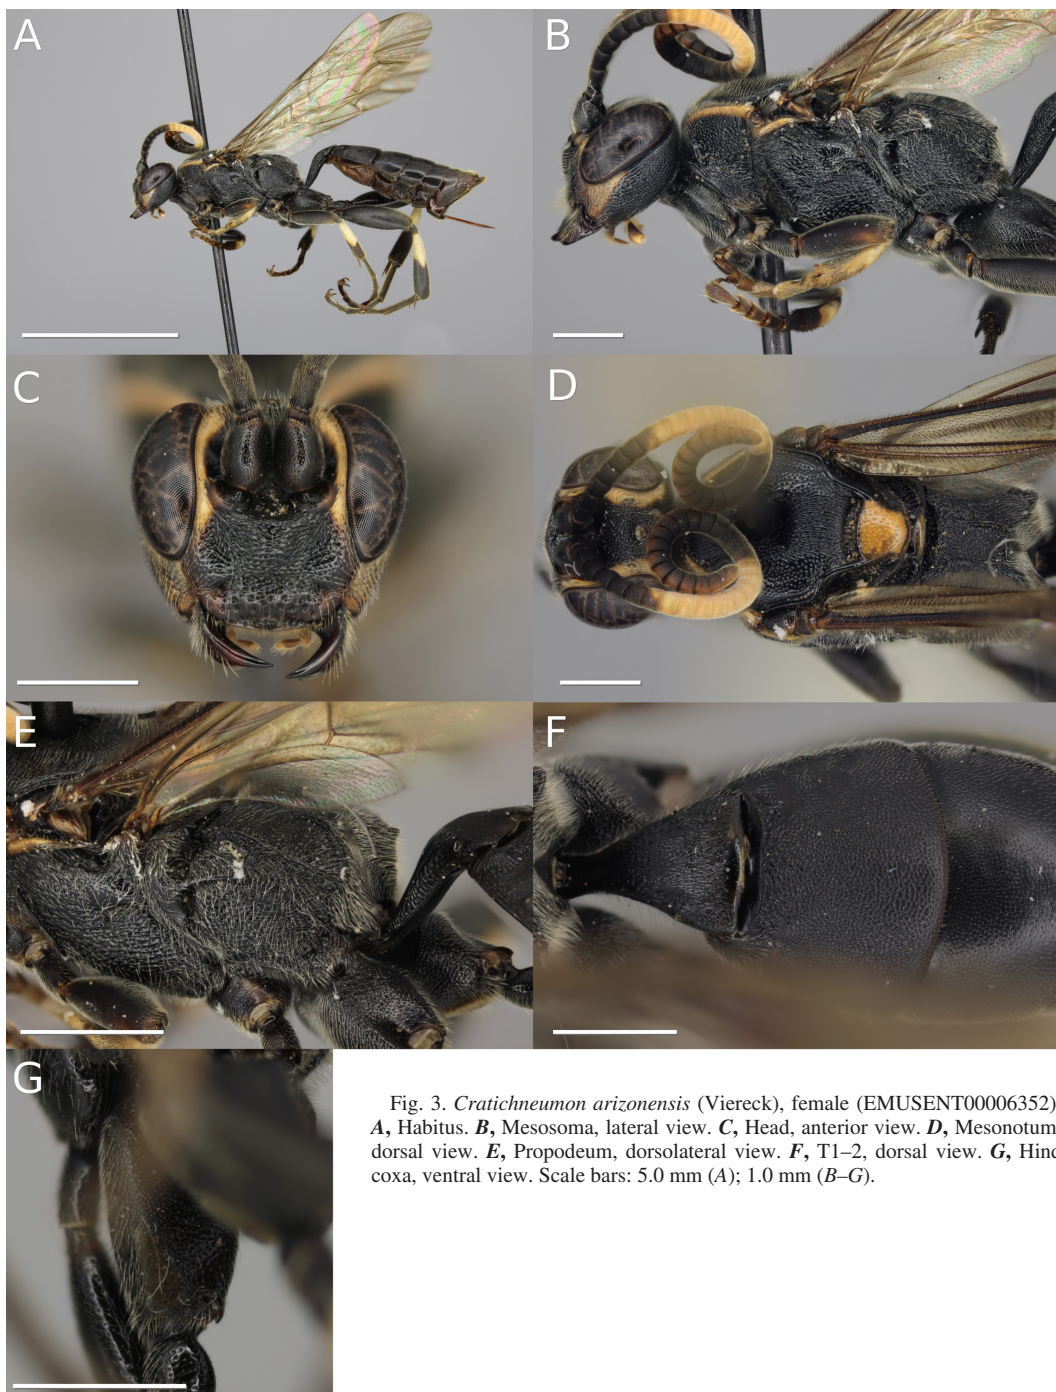 A
B
C
D
E
F
G
Fig. 3. Cratichneumon arizonensis (Viereck), female (EMUSENT00006352)
A, Habitus. B, Mesosoma, lateral view. C, Head, anterior view. D, Mesonotum
dorsal view. E, Propodeum, dorsolateral view. F, T1–2, dorsal view. G, Hind
coxa, ventral view. Scale bars: 5.0 mm (A); 1.0 mm (B–G).